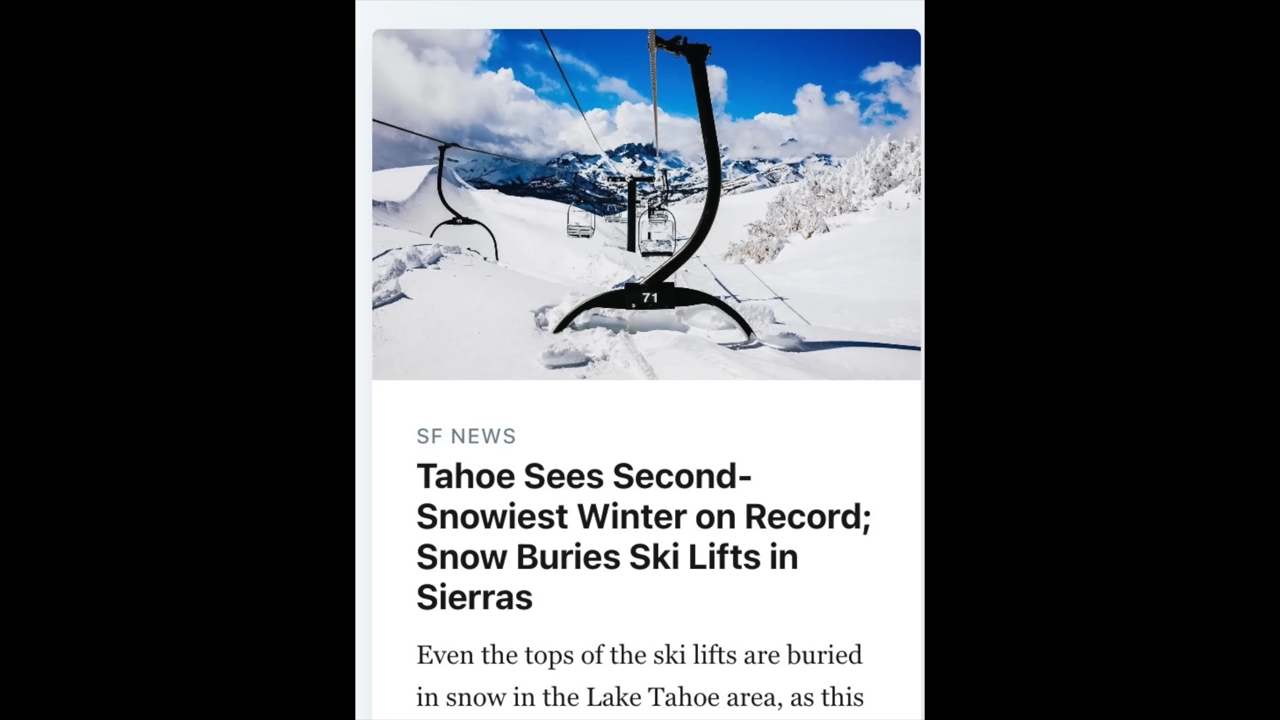 71
SF NEWS
Tahoe Sees Second-
Snowiest Winter on Record;
Snow Buries Ski Lifts in
Sierras
Even the tops of the ski lifts are buried
in snow in the Lake Tahoe area, as this